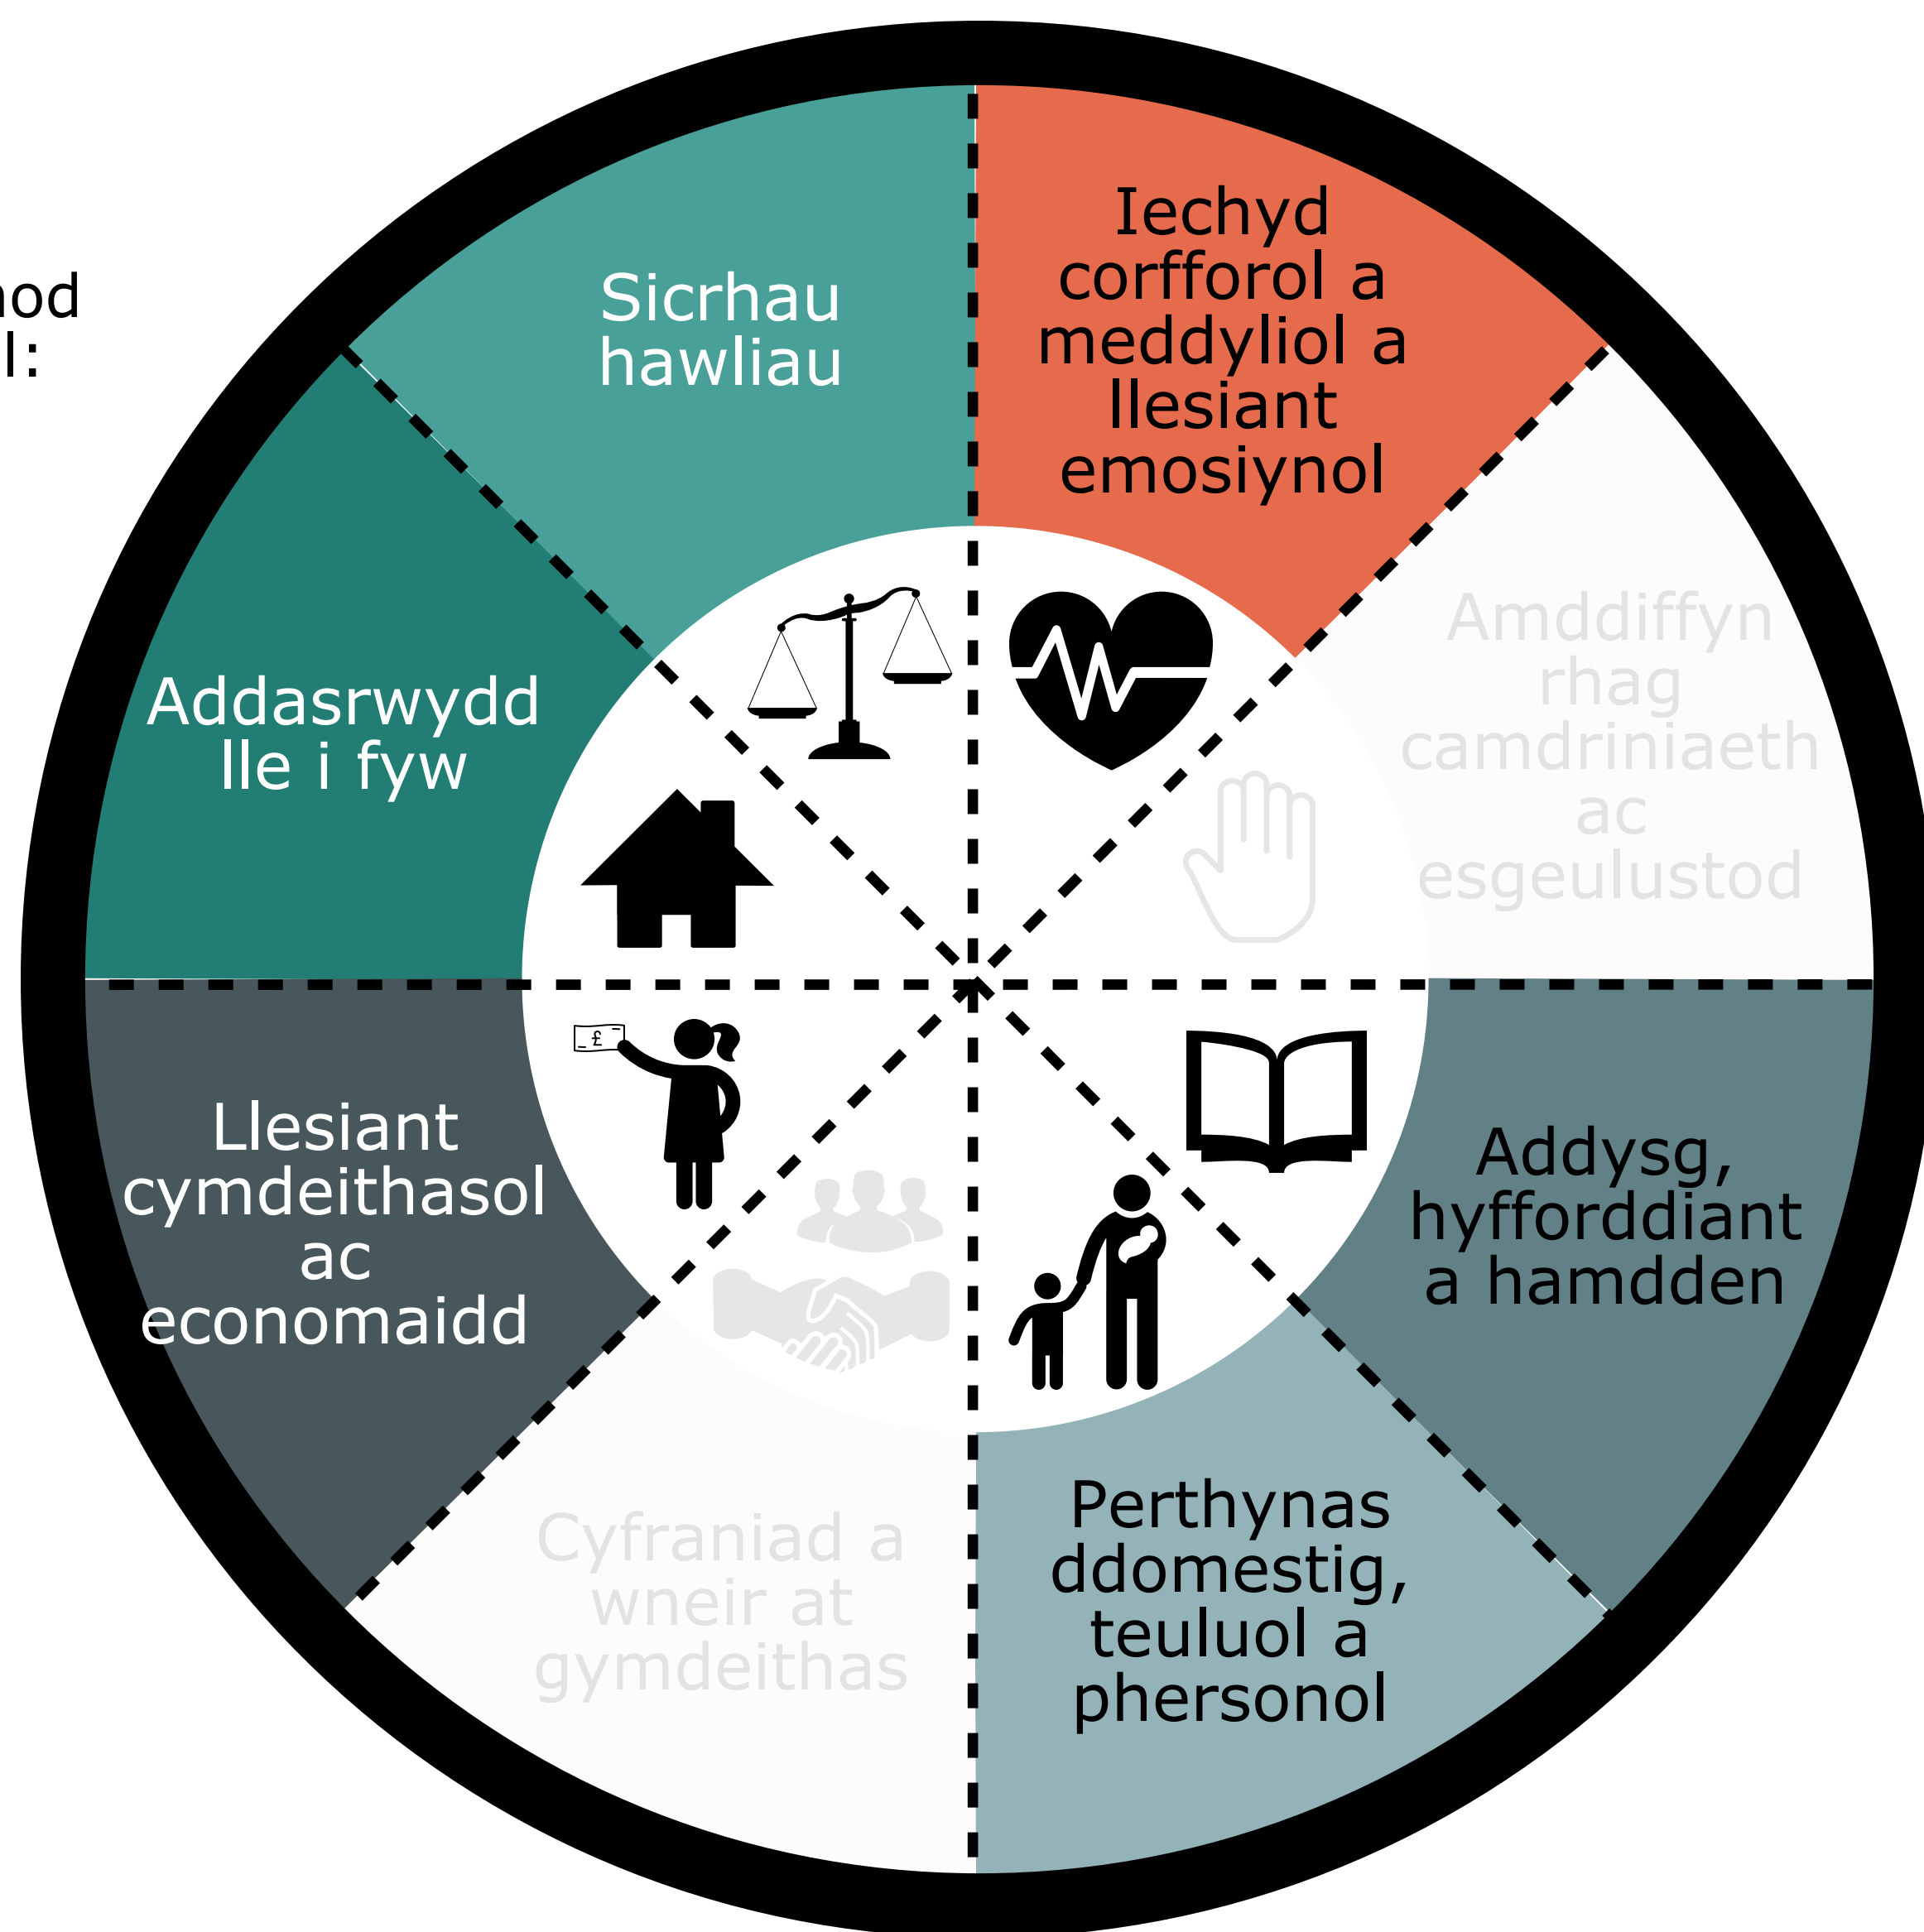 Iechyd
corfforol a
meddyliol a
llesiant
emosiynol
Amddiffyn
rhag
camdriniaeth
ac
esgeulustod
Addysg,
hyfforddiant
a hamdden
Perthynas
ddomestig,
teuluol a
phersonol
Cyfraniad a
wneir at
gymdeithas
Llesiant
cymdeithasol
ac
economaidd
£
Addasrwydd
lle i fyw
Sicrhau
hawliau